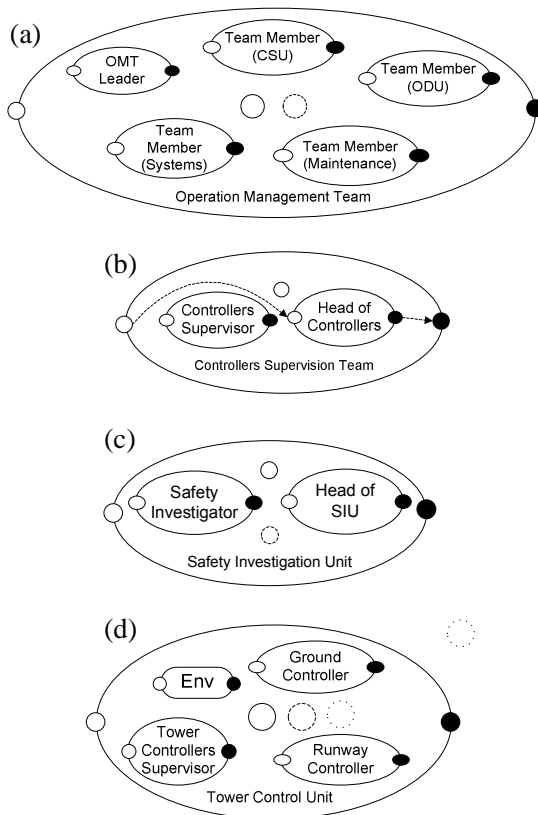 (a)
OMT
Leader
Team Member
(CSU)
Team Member
(ODU)
Team
Member
(Systems)
Team Member
(Maintenance)
Operation Management Team
(b)
Controllers
Supervisor
Head of
Controllers
Controllers Supervision Team
(c)
Safety
Investigator
Head of
SIU
Safety Investigation Unit
(d)
Env
Ground
Controller
Tower
Controllers
Supervisor
Runway
Controller
Tower Control Unit